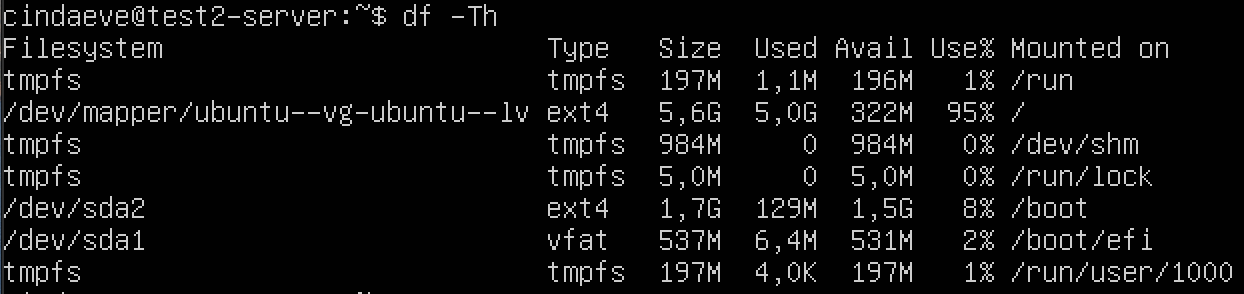 cindaeve@test2-server:~$ df -Th
Filesystem Type Size Used Avail Use% Mounted on
tmpfs tmpfs 197M 1,1M 196M 1% /run
/dev/mapper/ubuntu--vg-ubuntu--lv ext4 5,6G 5,0G 322M 95% /
tmpfs tmpfs 984M 0 984M 0% /dev/shm
tmpfs tmpfs 5,0M 0 5,0M 0% /run/lock
/dev/sda2 ext4 1,7G 129M 1,5G 8% /boot
/dev/sda1 vfat 537M 6,4M 531M 2% /boot/efi
tmpfs tmpfs 197M 4,0K 197M 1% /run/user/1000